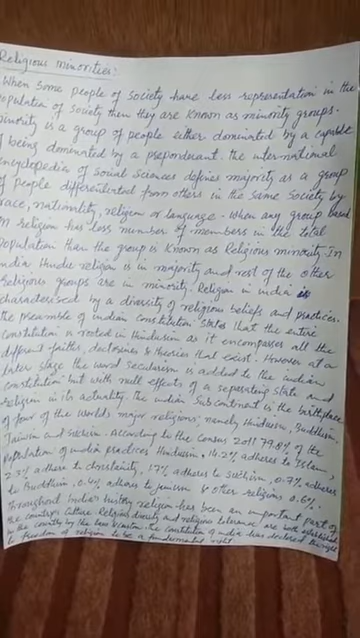 Religious minorities:
When some people of society have less representation in the
population of society then they are known as minority groups.
minority is a group of people either dominated by a capable
of being dominated by a preponderant. the international
encyclopedias of Social Sciences defines majority as a group
of people differentiated from others in the same society by
race, nationality, religion or language. When any group based
on religion has less number of members in the total
population than the group is known as Religious minority. In
india Hindu religion is in majority and rest of the other
Religious groups are in minority. Religion in india is
characterised by a diversity of religious beliefs and practices.
the preamble of indian constitution states that the entire
constitution is rooted in Hinduism as it encompasses all the
different faiths, doctrines & theories that exist. However at a
later stage the word secularism is added to the indian
constitution but with null effects of a separating state and
religion in its actuality. The indian Subcontinent is the birthplace
of four of the worlds major religions; namely Hinduism, Buddhism,
Jainism and Sikhism. According to the Census 2011 79.8% of the
population of india practices Hinduism, 14.2% adheres to Islam,
2.3% adhere to christianity, 1.7% adheres to Sikhism, 0.7% adheres
to Buddhism, 0.4% adhers to jainism & other religions 0.6%.
throughout indian history religion has been an important part of
the country's culture. Religious diversity and religious tolerance are both established
in the country by the law & custom. the constitution of india has declared the right
to freedom of religion to be a fundamental right